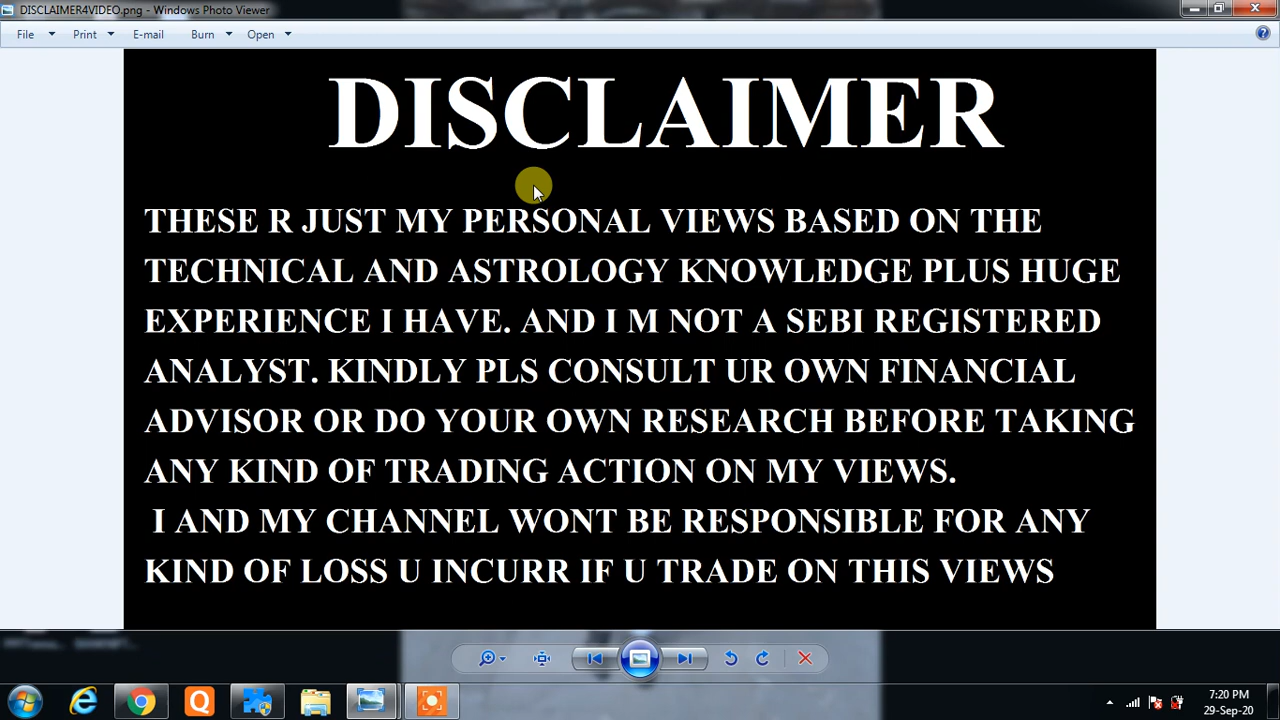 DISCLAIMER4VIDEO.png - Windows Photo Viewer
File Print E-mail Burn Open
DISCLAIMER
THESE R JUST MY PERSONAL VIEWS BASED ON THE
TECHNICAL AND ASTROLOGY KNOWLEDGE PLUS HUGE
EXPERIENCE I HAVE. AND I M NOT A SEBI REGISTERED
ANALYST. KINDLY PLS CONSULT UR OWN FINANCIAL
ADVISOR OR DO YOUR OWN RESEARCH BEFORE TAKING
ANY KIND OF TRADING ACTION ON MY VIEWS.
I AND MY CHANNEL WONT BE RESPONSIBLE FOR ANY
KIND OF LOSS U INCURR IF U TRADE ON THIS VIEWS
7:20 PM
29-Sep-20